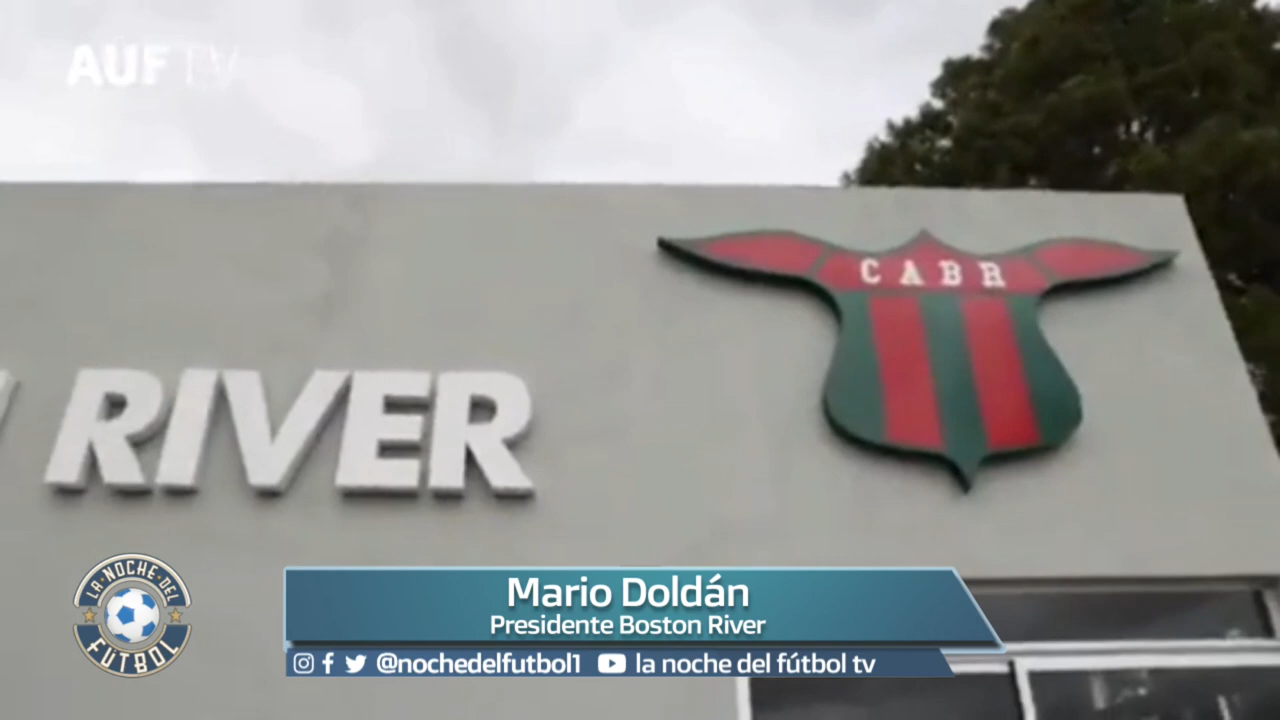 AUF TV
CABR
RIVER
LA·NOCHE·DEL
FÚTBOL
Mario Doldán
Presidente Boston River
@nochedelfutbol1 la noche del fútbol tv